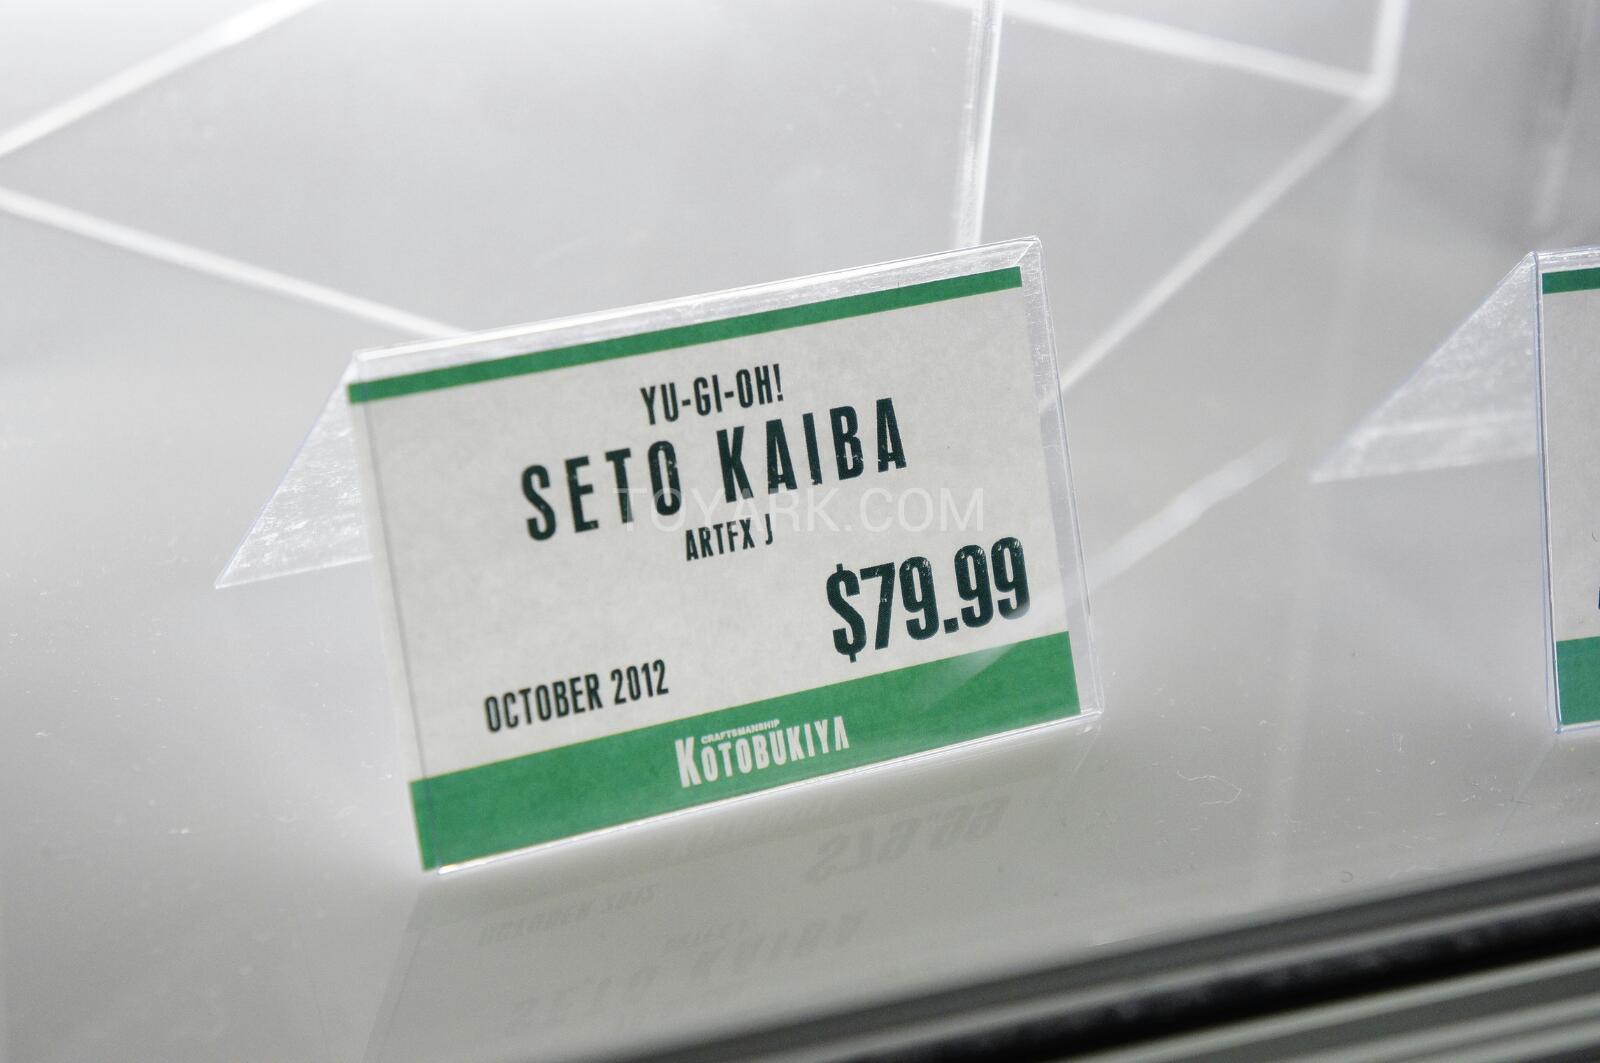 YU-GI-OH!
SETO KAIBA
ARTFX J
$79.99
OCTOBER 2012
CRAFTSMANSHIP
KOTOBUKIYA
TOYARK.COM